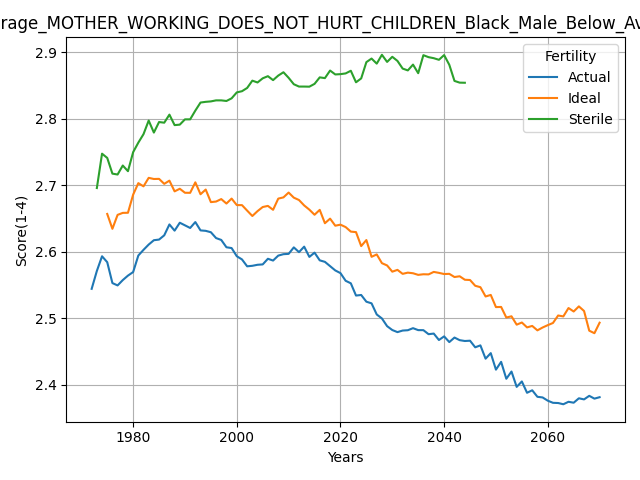 rage_MOTHER_WORKING_DOES_NOT_HURT_CHILDREN_Black_Male_Below_Av
Fertility
Actual
Ideal
Sterile
2.9
2.8
2.7
2.6
2.5
2.4
Score(1-4)
1980 2000 2020 2040 2060
Years